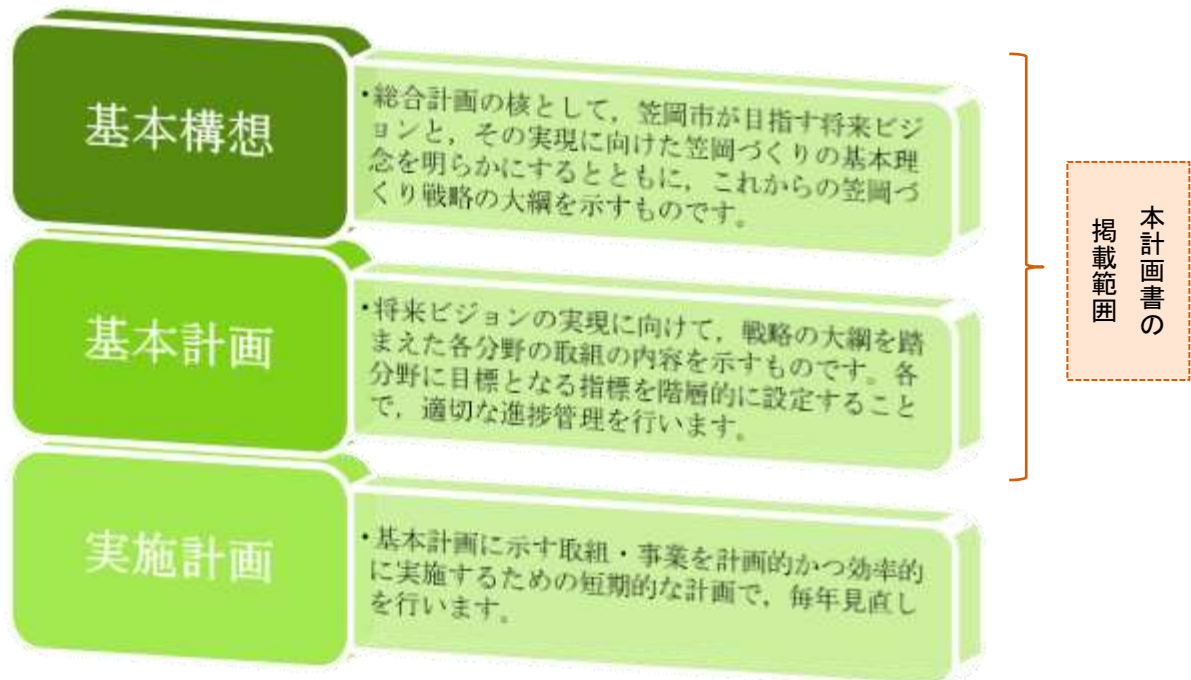 基本構想
・総合計画の核として，笠岡市が目指す将来ビジ
ョンと，その実現に向けた笠岡づくりの基本理
念を明らかにするとともに，これからの笠岡づ
くり戦略の大綱を示すものです。
基本計画
・将来ビジョンの実現に向けて，戦略の大綱を踏
まえた各分野の取組の内容を示すものです。各
分野に目標となる指標を階層的に設定すること
で，適切な進捗管理を行います。
実施計画
・基本計画に示す取組・事業を計画的かつ効率的
に実施するための短期的な計画で，毎年見直し
を行います。
本計画書の
掲載範囲